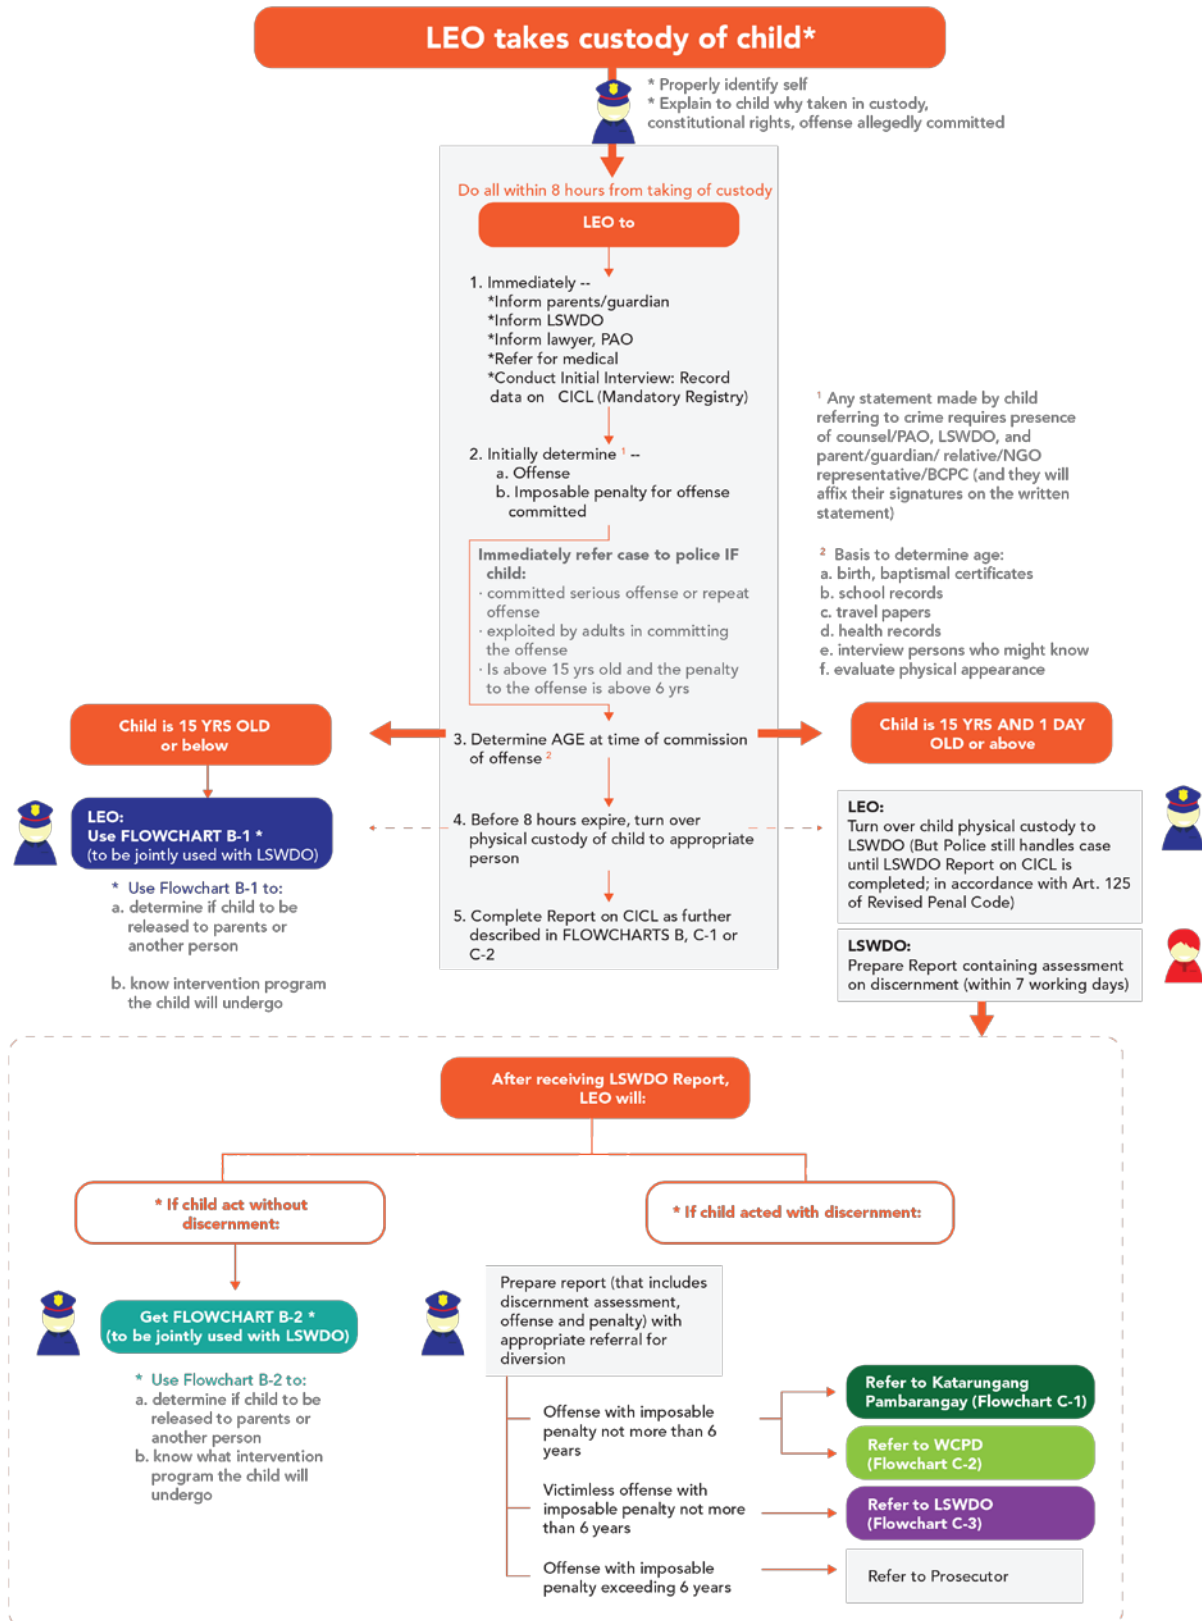 LEO takes custody of child*
* Properly identify self
* Explain to child why taken in custody,
constitutional rights, offense allegedly committed
Do all within 8 hours from taking of custody
LEO to
1. Immediately --
*Inform parents/guardian
*Inform LSWDO
*Inform lawyer, PAO
*Refer for medical
*Conduct Initial Interview: Record
data on CICL (Mandatory Registry)
2. Initially determine 1 --
a. Offense
b. Imposable penalty for offense
committed
Immediately refer case to police IF
child:
· committed serious offense or repeat
offense
· exploited by adults in committing
the offense
· Is above 15 yrs old and the penalty
to the offense is above 6 yrs
3. Determine AGE at time of commission
of offense 2
4. Before 8 hours expire, turn over
physical custody of child to appropriate
person
5. Complete Report on CICL as further
described in FLOWCHARTS B, C-1 or
C-2
1 Any statement made by child
referring to crime requires presence
of counsel/PAO, LSWDO, and
parent/guardian/ relative/NGO
representative/BCPC (and they will
affix their signatures on the written
statement)
2 Basis to determine age:
a. birth, baptismal certificates
b. school records
c. travel papers
d. health records
e. interview persons who might know
f. evaluate physical appearance
Child is 15 YRS OLD
or below
LEO:
Use FLOWCHART B-1 *
(to be jointly used with LSWDO)
* Use Flowchart B-1 to:
a. determine if child to be
released to parents or
another person
b. know intervention program
the child will undergo
Child is 15 YRS AND 1 DAY
OLD or above
LEO:
Turn over child physical custody to
LSWDO (But Police still handles case
until LSWDO Report on CICL is
completed; in accordance with Art. 125
of Revised Penal Code)
LSWDO:
Prepare Report containing assessment
on discernment (within 7 working days)
After receiving LSWDO Report,
LEO will:
* If child act without
discernment:
* If child acted with discernment:
Get FLOWCHART B-2 *
(to be jointly used with LSWDO)
* Use Flowchart B-2 to:
a. determine if child to be
released to parents or
another person
b. know what intervention
program the child will
undergo
Prepare report (that includes
discernment assessment,
offense and penalty) with
appropriate referral for
diversion
Offense with imposable
penalty not more than 6
years
Refer to Katarungang
Pambarangay (Flowchart C-1)
Refer to WCPD
(Flowchart C-2)
Victimless offense with
imposable penalty not more
than 6 years
Refer to LSWDO
(Flowchart C-3)
Offense with imposable
penalty exceeding 6 years
Refer to Prosecutor